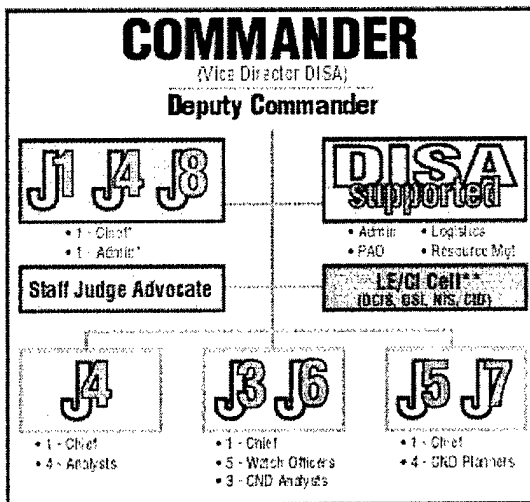 COMMANDER
(Vice Director DISA)
Deputy Commander
J1 J4 J8
• 1 - Chief*
• 1 - Admin*
DISA
supported
• Admin • Logistics
• PAO • Resource Mgt
Staff Judge Advocate
LE/CI Cell**
(DCIS, OSI, NIS, CID)
J4
• 1 - Chief
• 4 - Analysts
J3 J6
• 1 - Chief
• 5 - Watch Officers
• 3 - CND Analysts
J5 J7
• 1 - Chief
• 4 - CND Planners